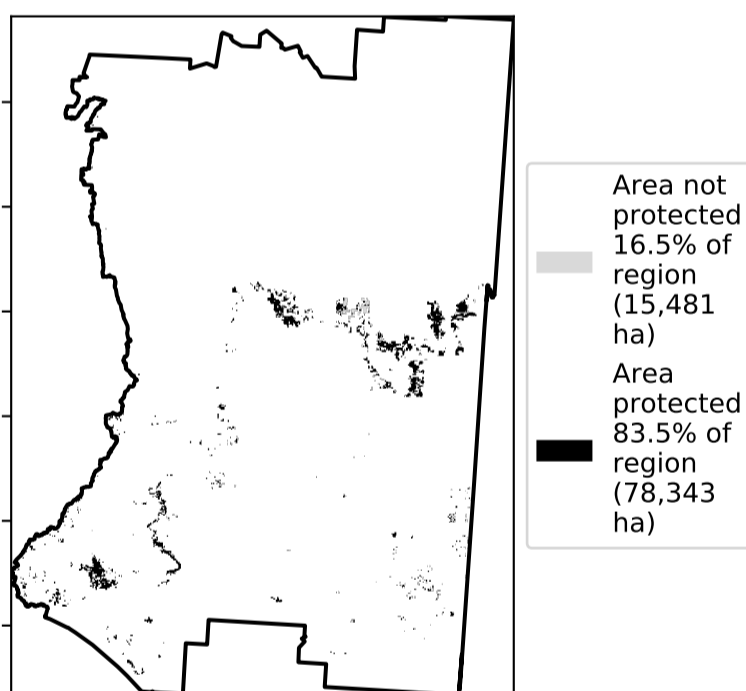 Area not
protected
16.5% of
region
(15,481
ha)
Area
protected
83.5% of
region
(78,343
ha)